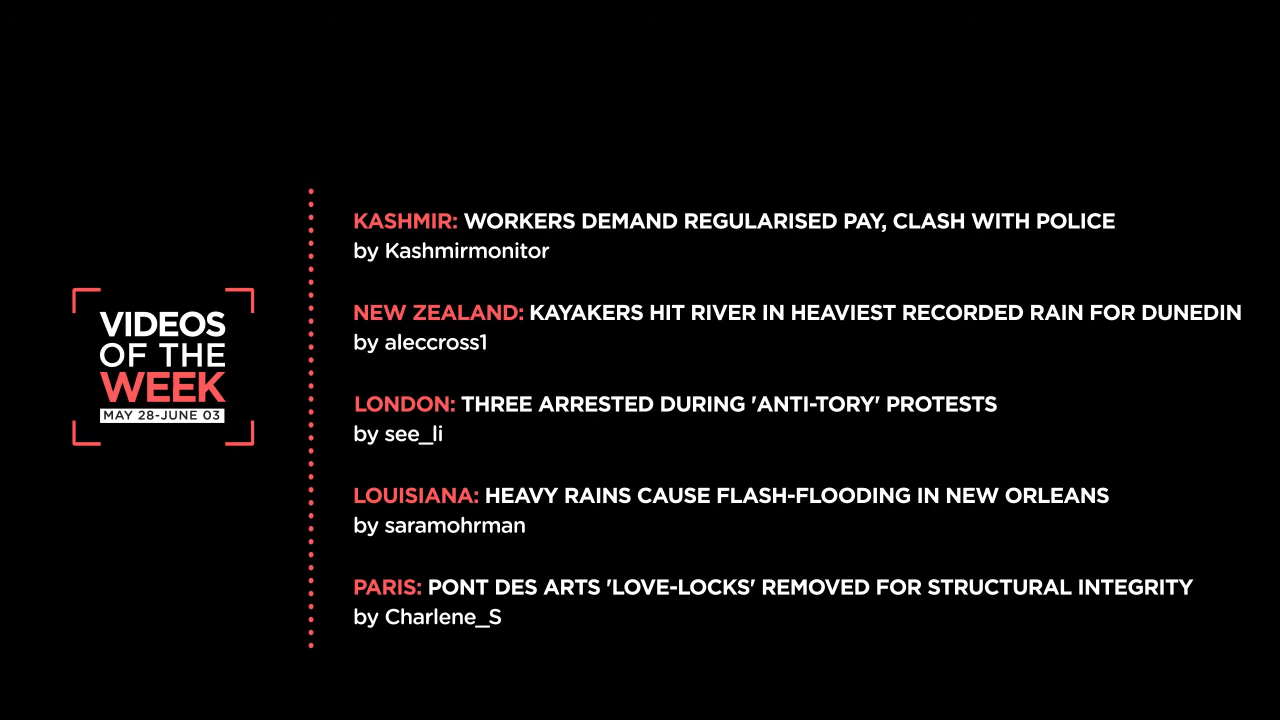 VIDEOS
OF THE
WEEK
MAY 28-JUNE 03
KASHMIR: WORKERS DEMAND REGULARISED PAY, CLASH WITH POLICE
by Kashmirmonitor
NEW ZEALAND: KAYAKERS HIT RIVER IN HEAVIEST RECORDED RAIN FOR DUNEDIN
by aleccross1
LONDON: THREE ARRESTED DURING 'ANTI-TORY' PROTESTS
by see_li
LOUISIANA: HEAVY RAINS CAUSE FLASH-FLOODING IN NEW ORLEANS
by saramohrman
PARIS: PONT DES ARTS 'LOVE-LOCKS' REMOVED FOR STRUCTURAL INTEGRITY
by Charlene_S